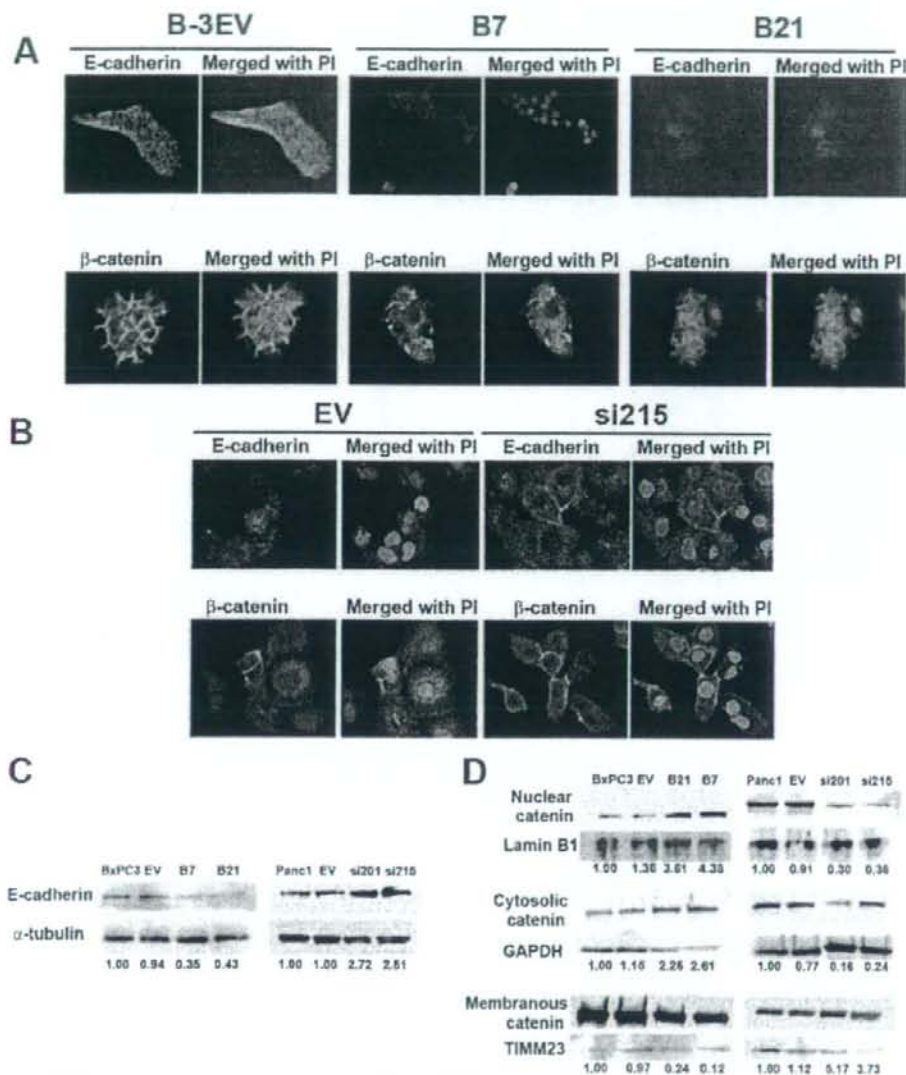 B-3EV B7 B21
A
E-cadherin Merged with PI E-cadherin Merged with PI E-cadherin Merged with PI
β-catenin Merged with PI β-catenin Merged with PI β-catenin Merged with PI
EV si215
B
E-cadherin Merged with PI E-cadherin Merged with PI
β-catenin Merged with PI β-catenin Merged with PI
C
BxPC3 EV B7 B21 Panc1 EV si201 si215
E-cadherin
α-tubulin
1.00 0.94 0.35 0.43 1.00 1.00 2.72 2.51
D
BxPC3 EV B21 B7 Panc1 EV si201 si215
Nuclear
catenin
Lamin B1
1.00 1.36 3.61 4.38 1.00 0.91 0.30 0.36
Cytosolic
catenin
GAPDH
1.00 1.16 2.26 2.61 1.00 0.77 0.16 0.24
Membranous
catenin
TIMM23
1.00 0.97 0.24 0.12 1.00 1.12 5.17 3.73